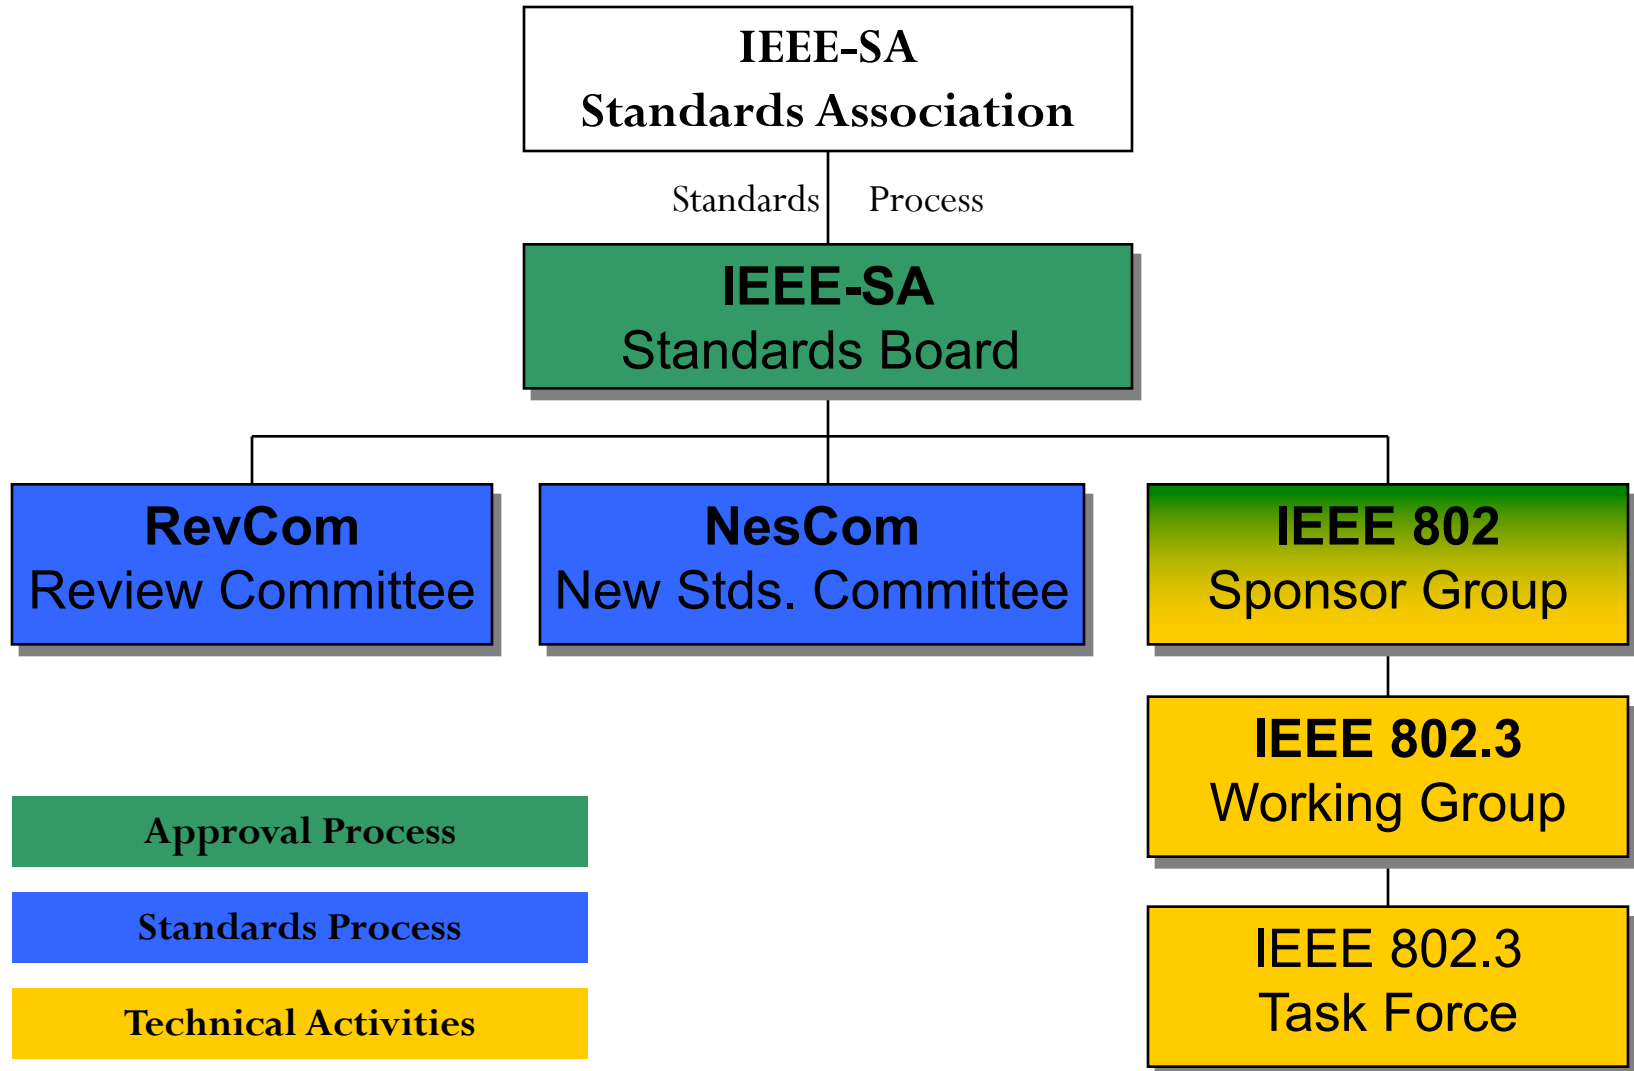 IEEE-SA
Standards Association
Standards Process
IEEE-SA
Standards Board
RevCom
Review Committee
NesCom
New Stds. Committee
IEEE 802
Sponsor Group
IEEE 802.3
Working Group
IEEE 802.3
Task Force
Approval Process
Standards Process
Technical Activities